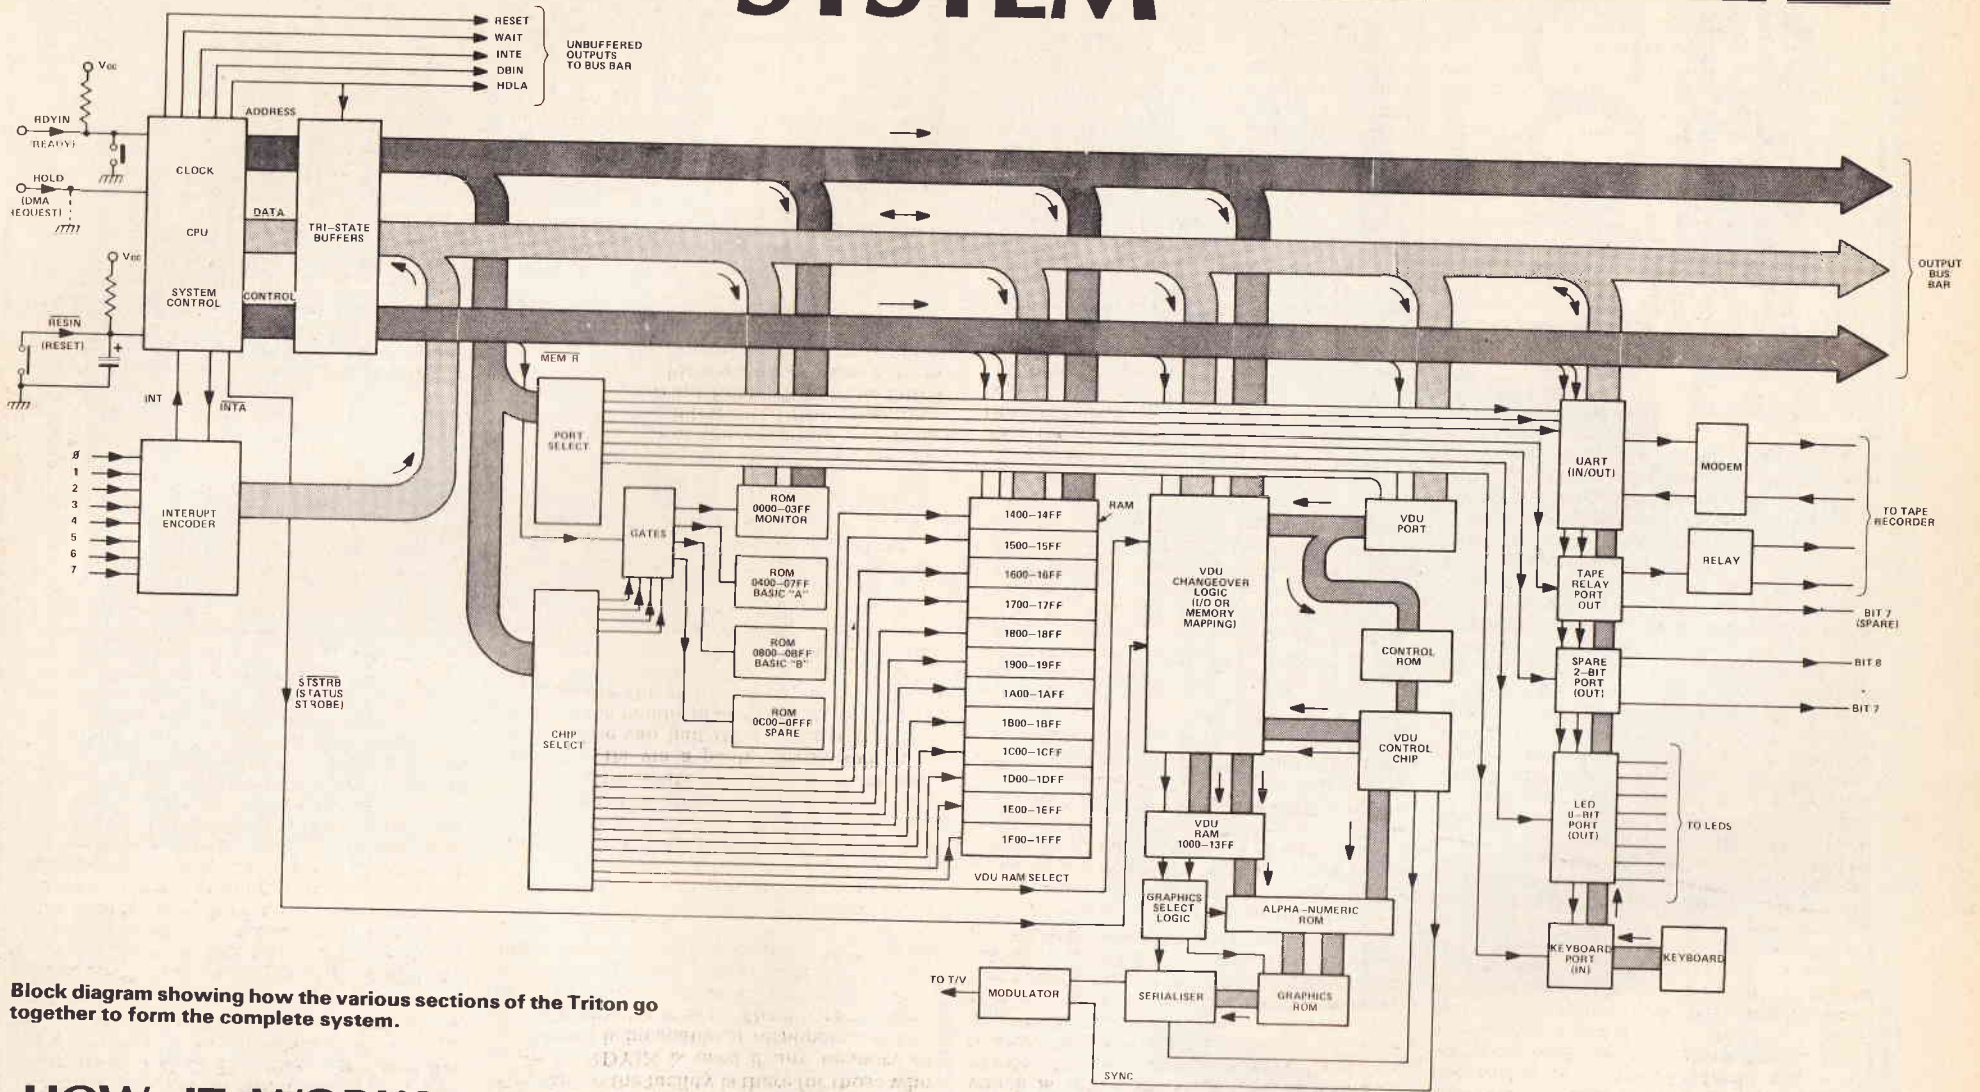 SYSTEM
RESET
WAIT
INTE
DBIN
HDLA
UNBUFFERED
OUTPUTS
TO BUS BAR
Vcc
RDYIN
(READY)
HOLD
(DMA
REQUEST)
Vcc
RESIN
(RESET)
+
CLOCK
CPU
SYSTEM
CONTROL
ADDRESS
DATA
CONTROL
TRI-STATE
BUFFERS
OUTPUT
BUS
BAR
INT
INTA
MEM R
0
1
2
3
4
5
6
7
INTERUPT
ENCODER
STSTRB
(STATUS
STROBE)
PORT
SELECT
GATES
CHIP
SELECT
ROM
0000-03FF
MONITOR
ROM
0400-07FF
BASIC "A"
ROM
0800-0BFF
BASIC "B"
ROM
0C00-0FFF
SPARE
RAM
1400-14FF
1500-15FF
1600-16FF
1700-17FF
1800-18FF
1900-19FF
1A00-1AFF
1B00-1BFF
1C00-1CFF
1D00-1DFF
1E00-1EFF
1F00-1FFF
VDU RAM SELECT
VDU
CHANGEOVER
LOGIC
(I/O OR
MEMORY
MAPPING)
VDU
PORT
CONTROL
ROM
VDU
CONTROL
CHIP
VDU
RAM
1000-13FF
GRAPHICS
SELECT
LOGIC
ALPHA-NUMERIC
ROM
GRAPHICS
ROM
SERIALISER
MODULATOR
TO T/V
SYNC
UART
(IN/OUT)
MODEM
RELAY
TO TAPE
RECORDER
TAPE
RELAY
PORT
OUT
BIT 7
(SPARE)
SPARE
2-BIT
PORT
(OUT)
BIT 8
BIT 7
LED
8-BIT
PORT
(OUT)
TO LEDS
KEYBOARD
PORT
(IN)
KEYBOARD
Block diagram showing how the various sections of the Triton go
together to form the complete system.
HOW IT WORKS